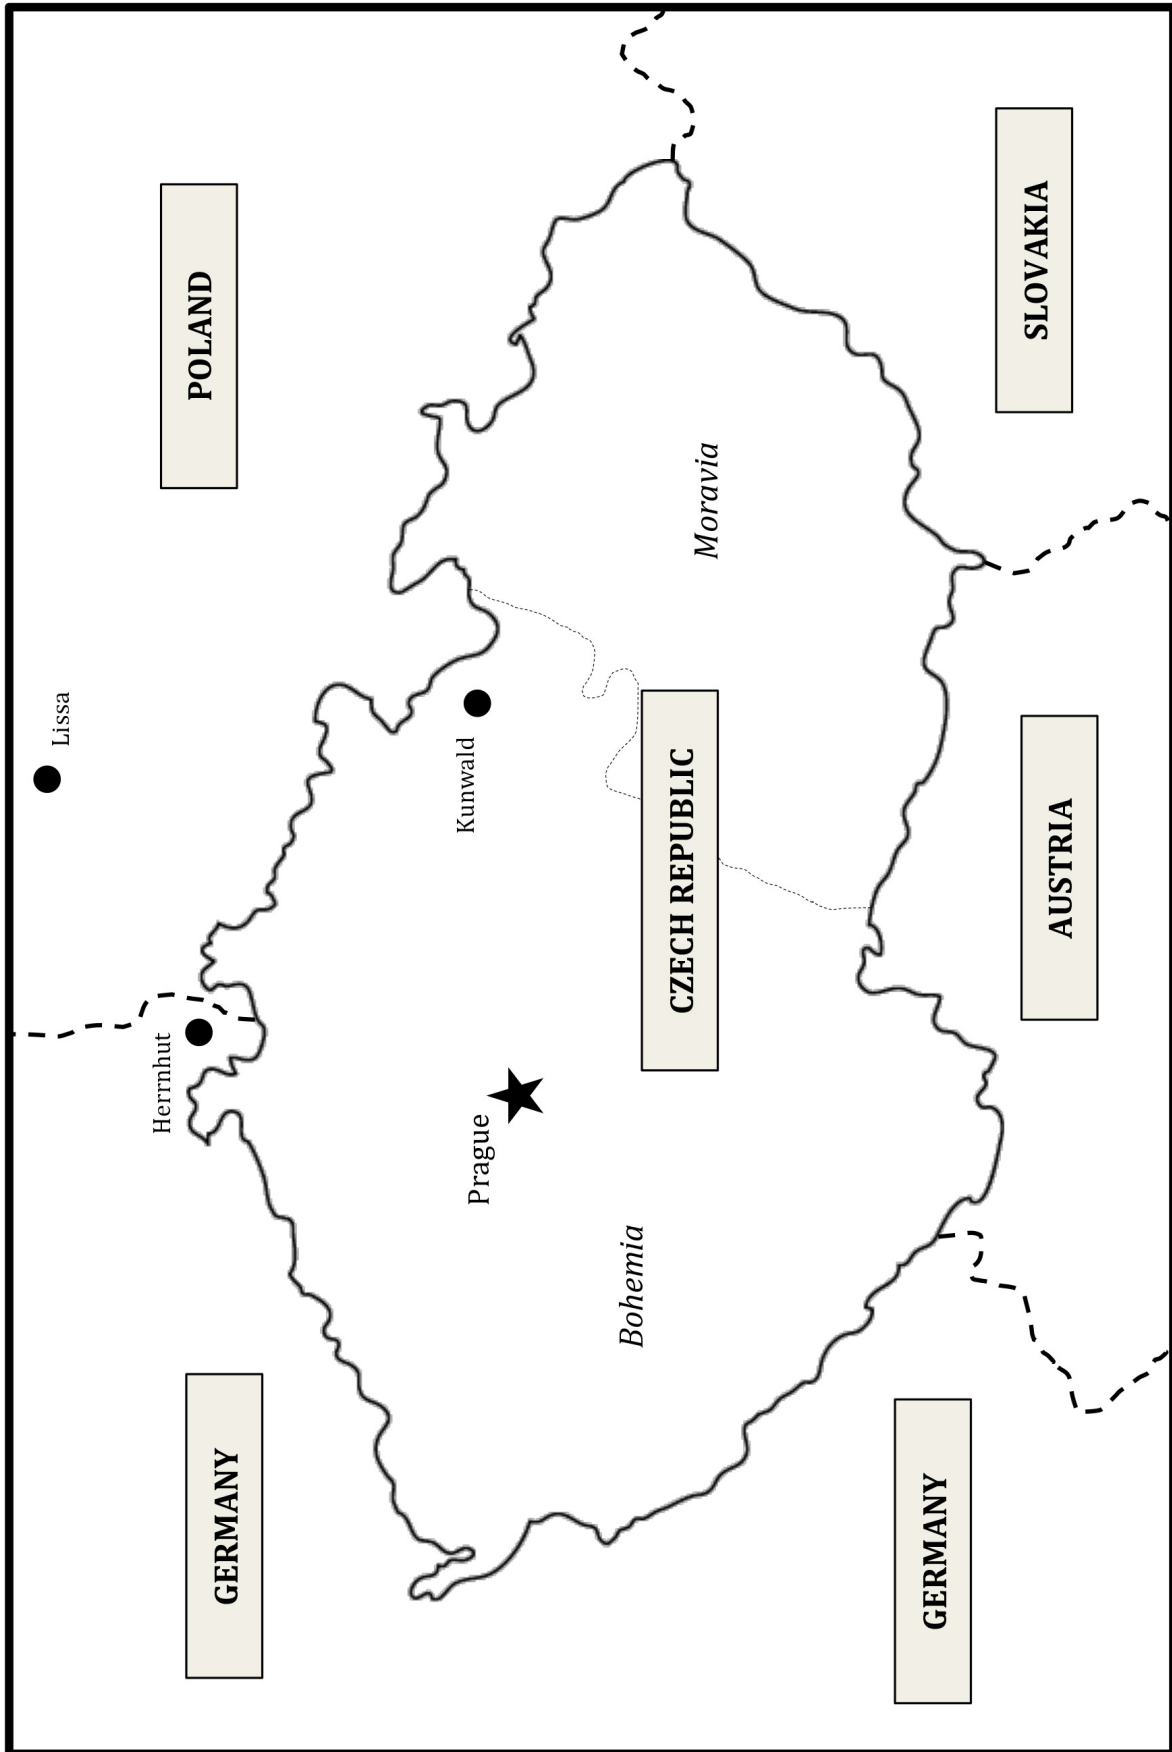 Lissa
POLAND
GERMANY
Herrnhut
Kunwald
Prague
Moravia
CZECH REPUBLIC
Bohemia
SLOVAKIA
AUSTRIA
GERMANY